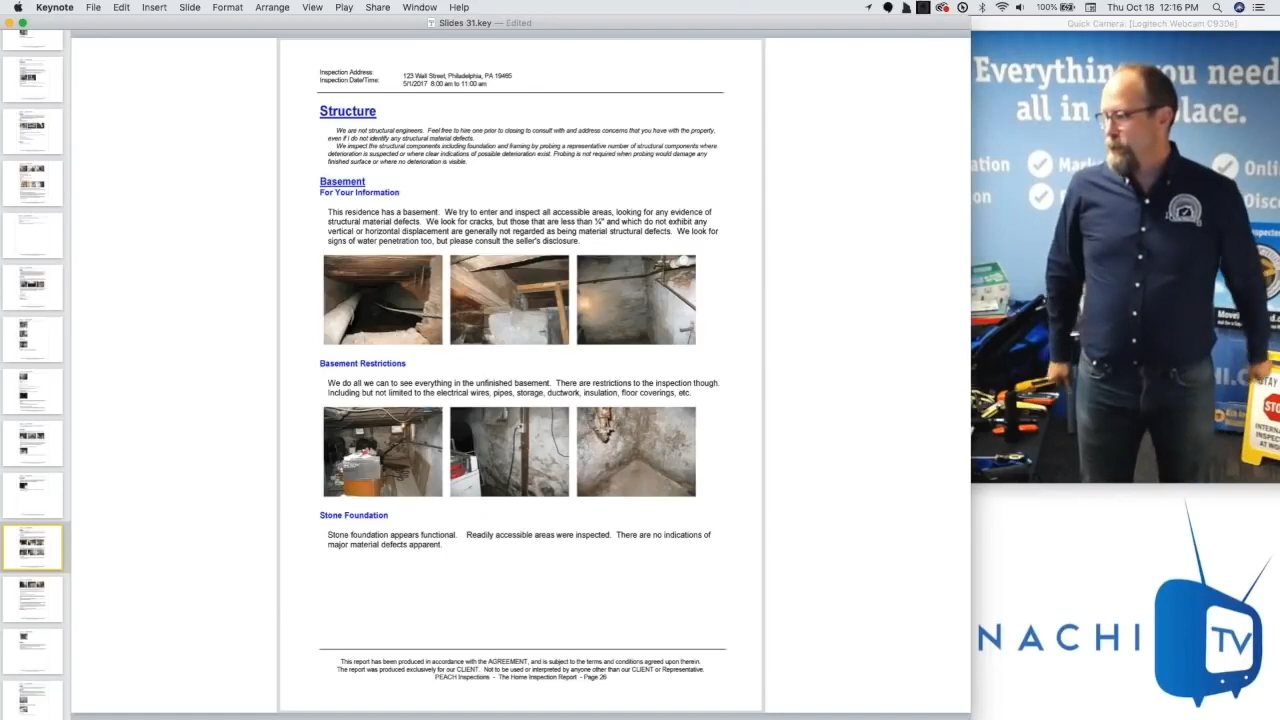 Keynote File Edit Insert Slide Format Arrange View Play Share Window Help 100% Thu Oct 18 12:16 PM
Slides 31.key — Edited
Quick Camera: [Logitech Webcam C930e]
Inspection Address: 123 Wall Street, Philadelphia, PA 19465
Inspection Date/Time: 5/1/2017 8:00 am to 11:00 am
Structure
We are not structural engineers. Feel free to hire one prior to closing to consult with and address concerns that you have with the property,
even if I do not identify any structural material defects.
We inspect the structural components including foundation and framing by probing a representative number of structural components where
deterioration is suspected or where clear indications of possible deterioration exist. Probing is not required when probing would damage any
finished surface or where no deterioration is visible.
Basement
For Your Information
This residence has a basement. We try to enter and inspect all accessible areas, looking for any evidence of
structural material defects. We look for cracks, but those that are less than ¼" and which do not exhibit any
vertical or horizontal displacement are generally not regarded as being material structural defects. We look for
signs of water penetration too, but please consult the seller's disclosure.
Basement Restrictions
We do all we can to see everything in the unfinished basement. There are restrictions to the inspection though.
Including but not limited to the electrical wires, pipes, storage, ductwork, insulation, floor coverings, etc.
Stone Foundation
Stone foundation appears functional. Readily accessible areas were inspected. There are no indications of
major material defects apparent.
This report has been produced in accordance with the AGREEMENT, and is subject to the terms and conditions agreed upon therein.
The report was produced exclusively for our CLIENT. Not to be used or interpreted by anyone other than our CLIENT or Representative.
PEACH Inspections - The Home Inspection Report - Page 26
Everything you need
all in place.
Mar
Onli
Disc
STAY
STO
INTERN
INSPEC
AT W
NACHI
TV